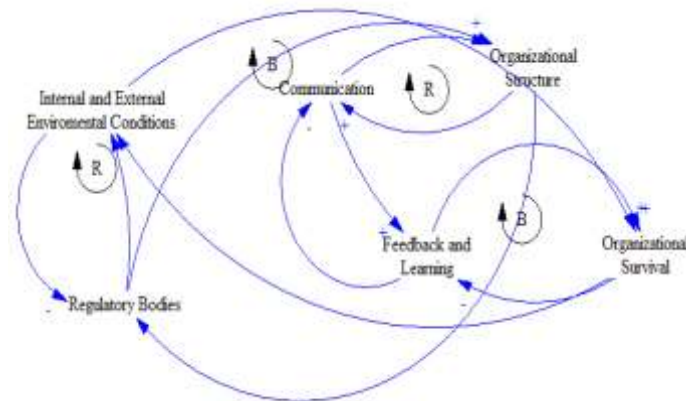 +
B
Organizational
Structure
Communication
R
Internal and External
Enviromental Conditions
-
+
R
B
+
+
Feedback and
Learning
Organizational
Survival
-
-
Regulatory Bodies